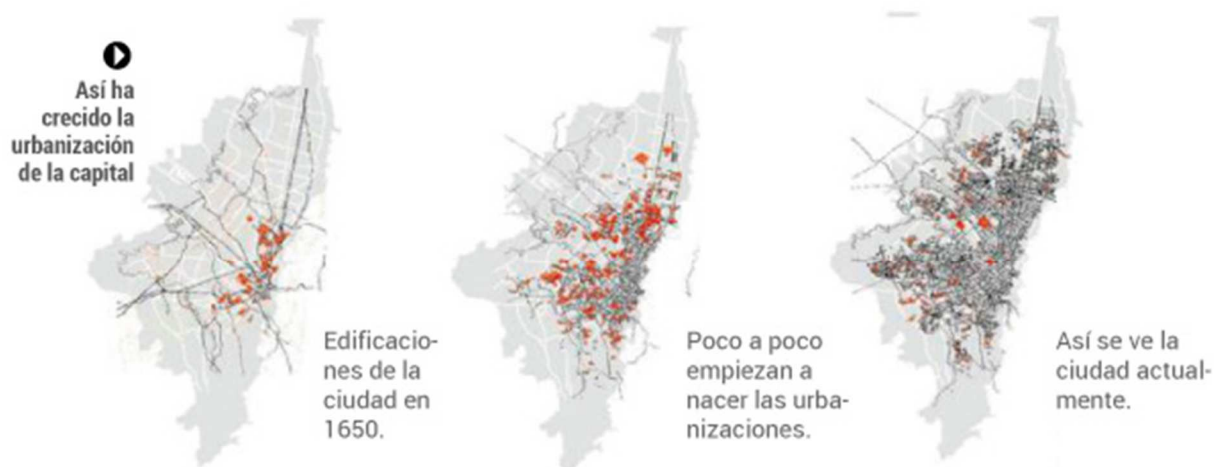 Así ha
crecido la
urbanización
de la capital
Edificacio-
nes de la
ciudad en
1650.
Poco a poco
empiezan a
nacer las urba-
nizaciones.
Así se ve la
ciudad actual-
mente.